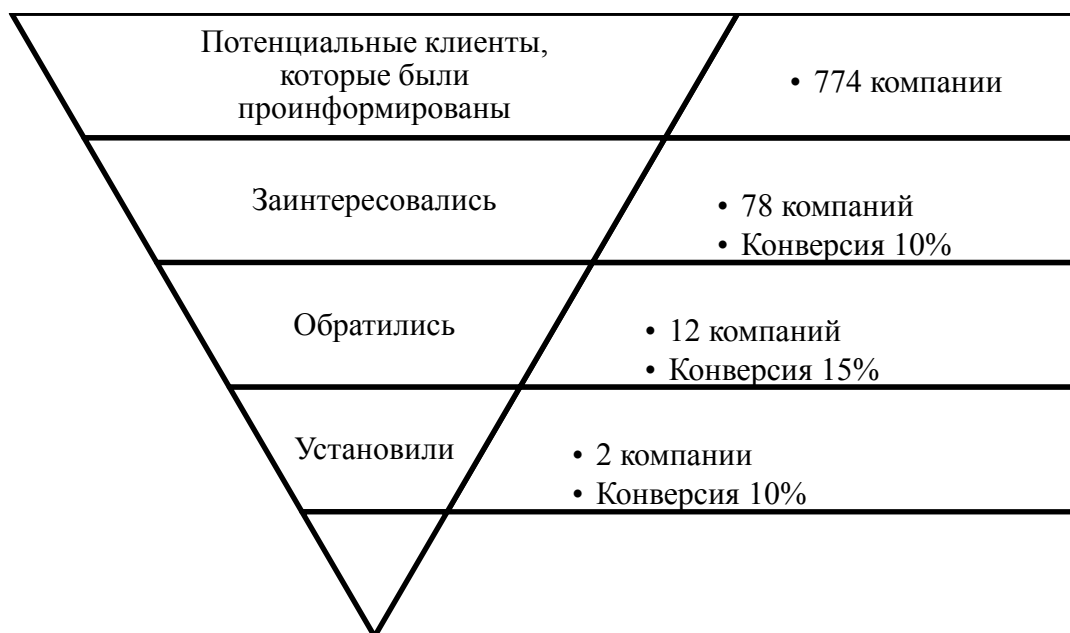 Потенциальные клиенты,
которые были
проинформированы
• 774 компании
Заинтересовались
• 78 компаний
• Конверсия 10%
Обратились
• 12 компаний
• Конверсия 15%
Установили
• 2 компании
• Конверсия 10%